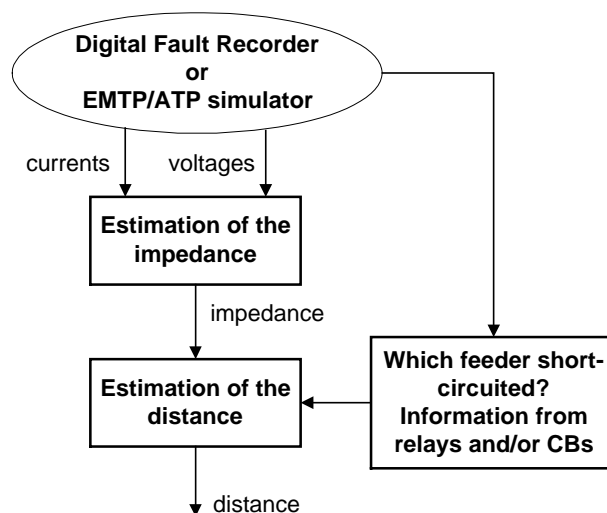 Digital Fault Recorder
or
EMTP/ATP simulator
currents
voltages
Estimation of the
impedance
impedance
Estimation of the
distance
Which feeder short-
circuited?
Information from
relays and/or CBs
distance